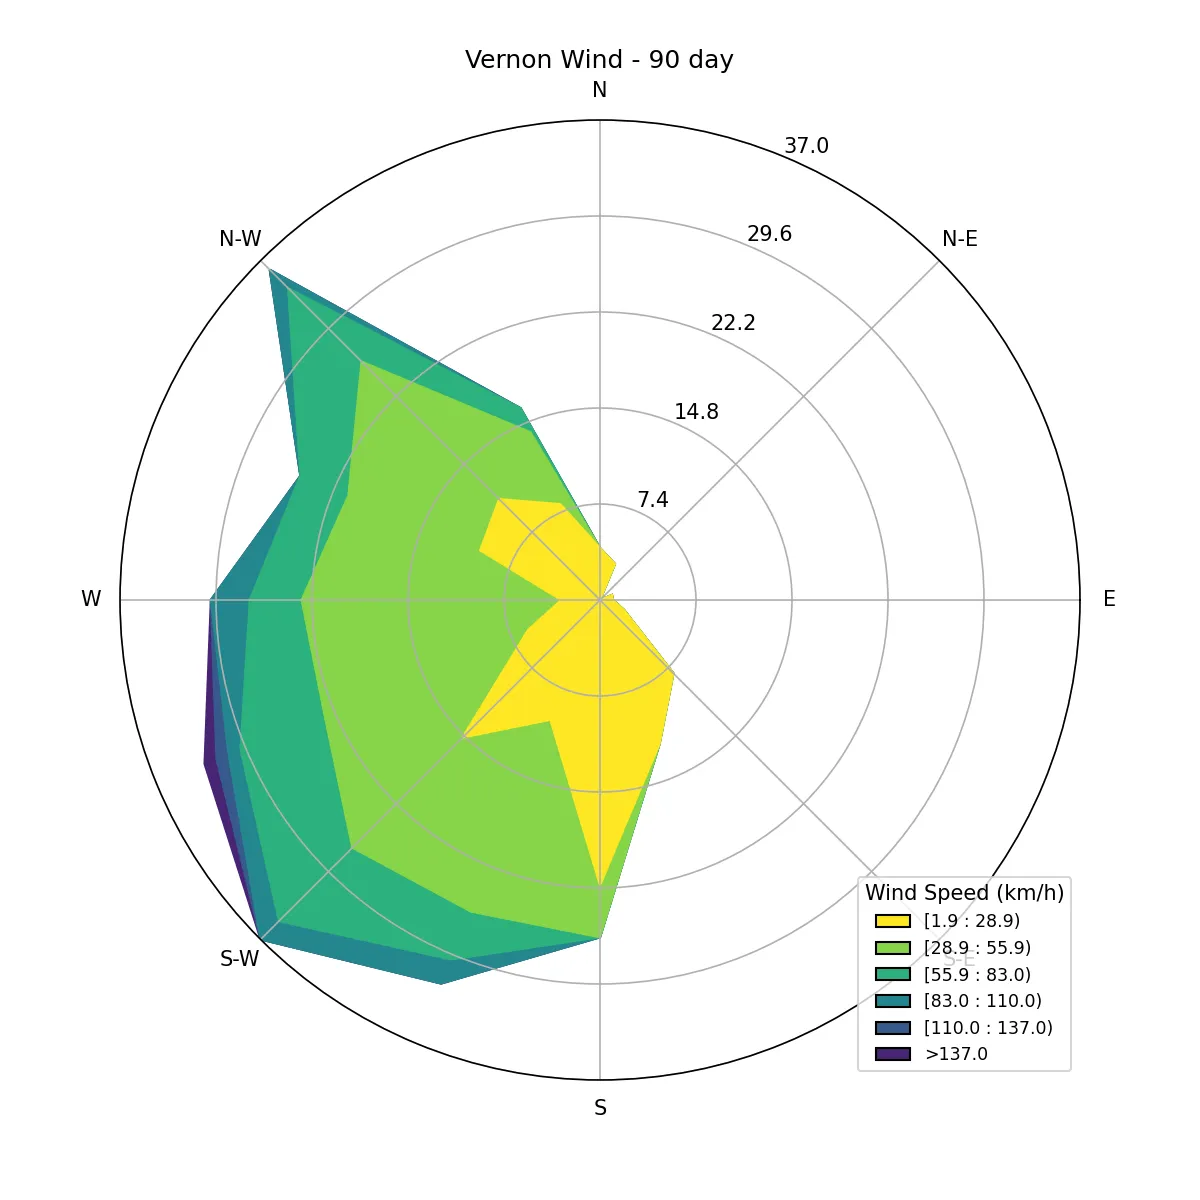 Vernon Wind - 90 day
N
37.0
29.6
N-W
N-E
22.2
14.8
7.4
W
E
Wind Speed (km/h)
[1.9 : 28.9)
[28.9 : 55.9)
S-W
S-E
[55.9 : 83.0)
[83.0 : 110.0)
[110.0 : 137.0)
>137.0
S